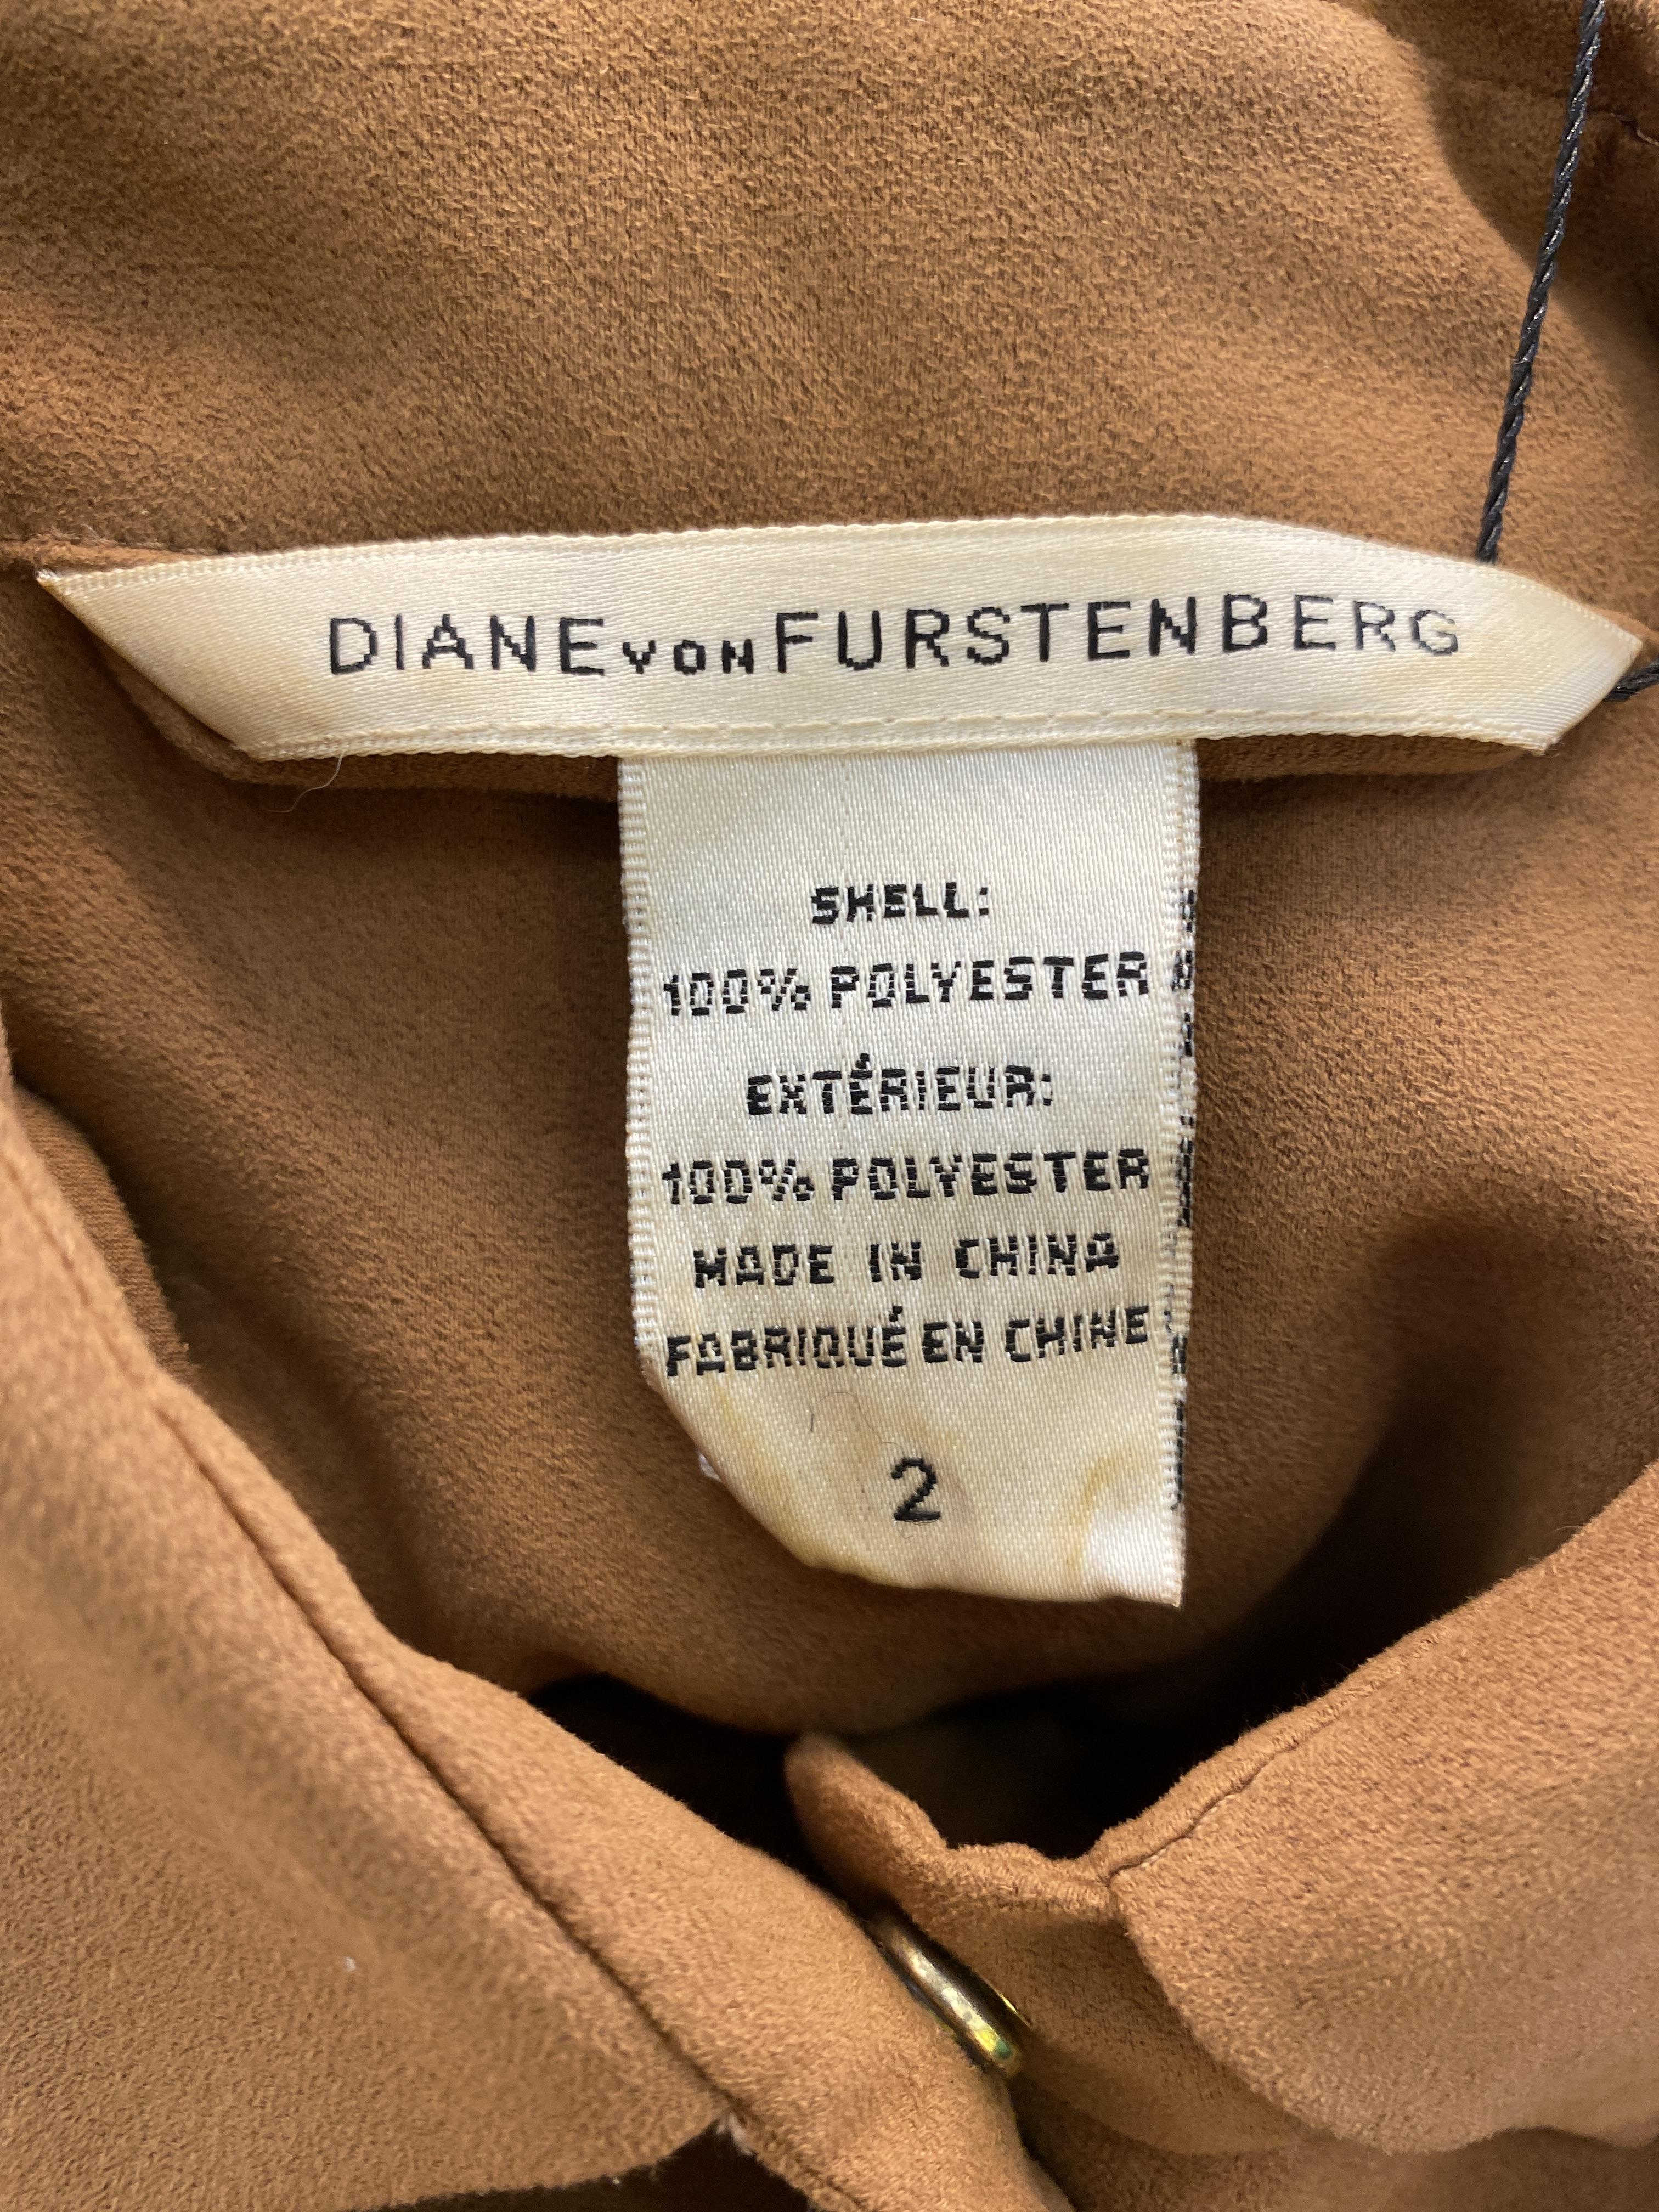 DIANE VON FURSTENBERG
SHELL:
100% POLYESTER
EXTÉRIEUR:
100% POLYESTER
MADE IN CHINA
FABRIQUÉ EN CHINE
2